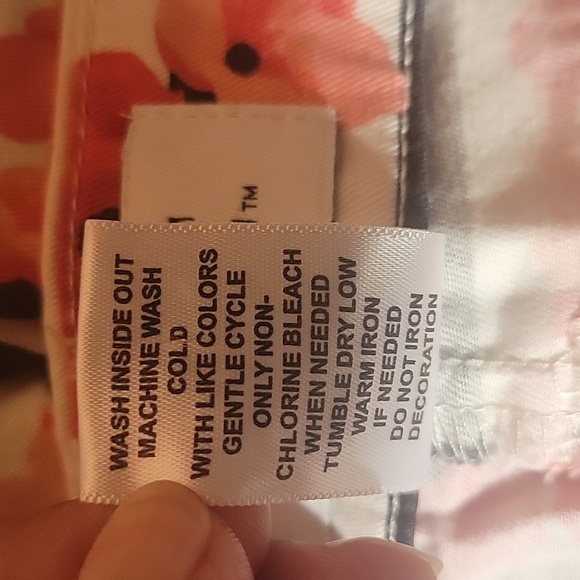 WASH INSIDE OUT
MACHINE WASH
COLD
WITH LIKE COLORS
GENTLE CYCLE
ONLY NON-
CHLORINE BLEACH
WHEN NEEDED
TUMBLE DRY LOW
WARM IRON
IF NEEDED
DO NOT IRON
DECORATION
TM